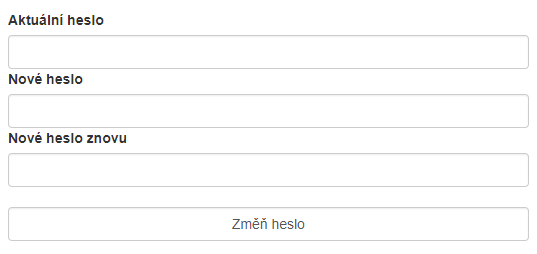 Aktuální heslo
Nové heslo
Nové heslo znovu
Změň heslo